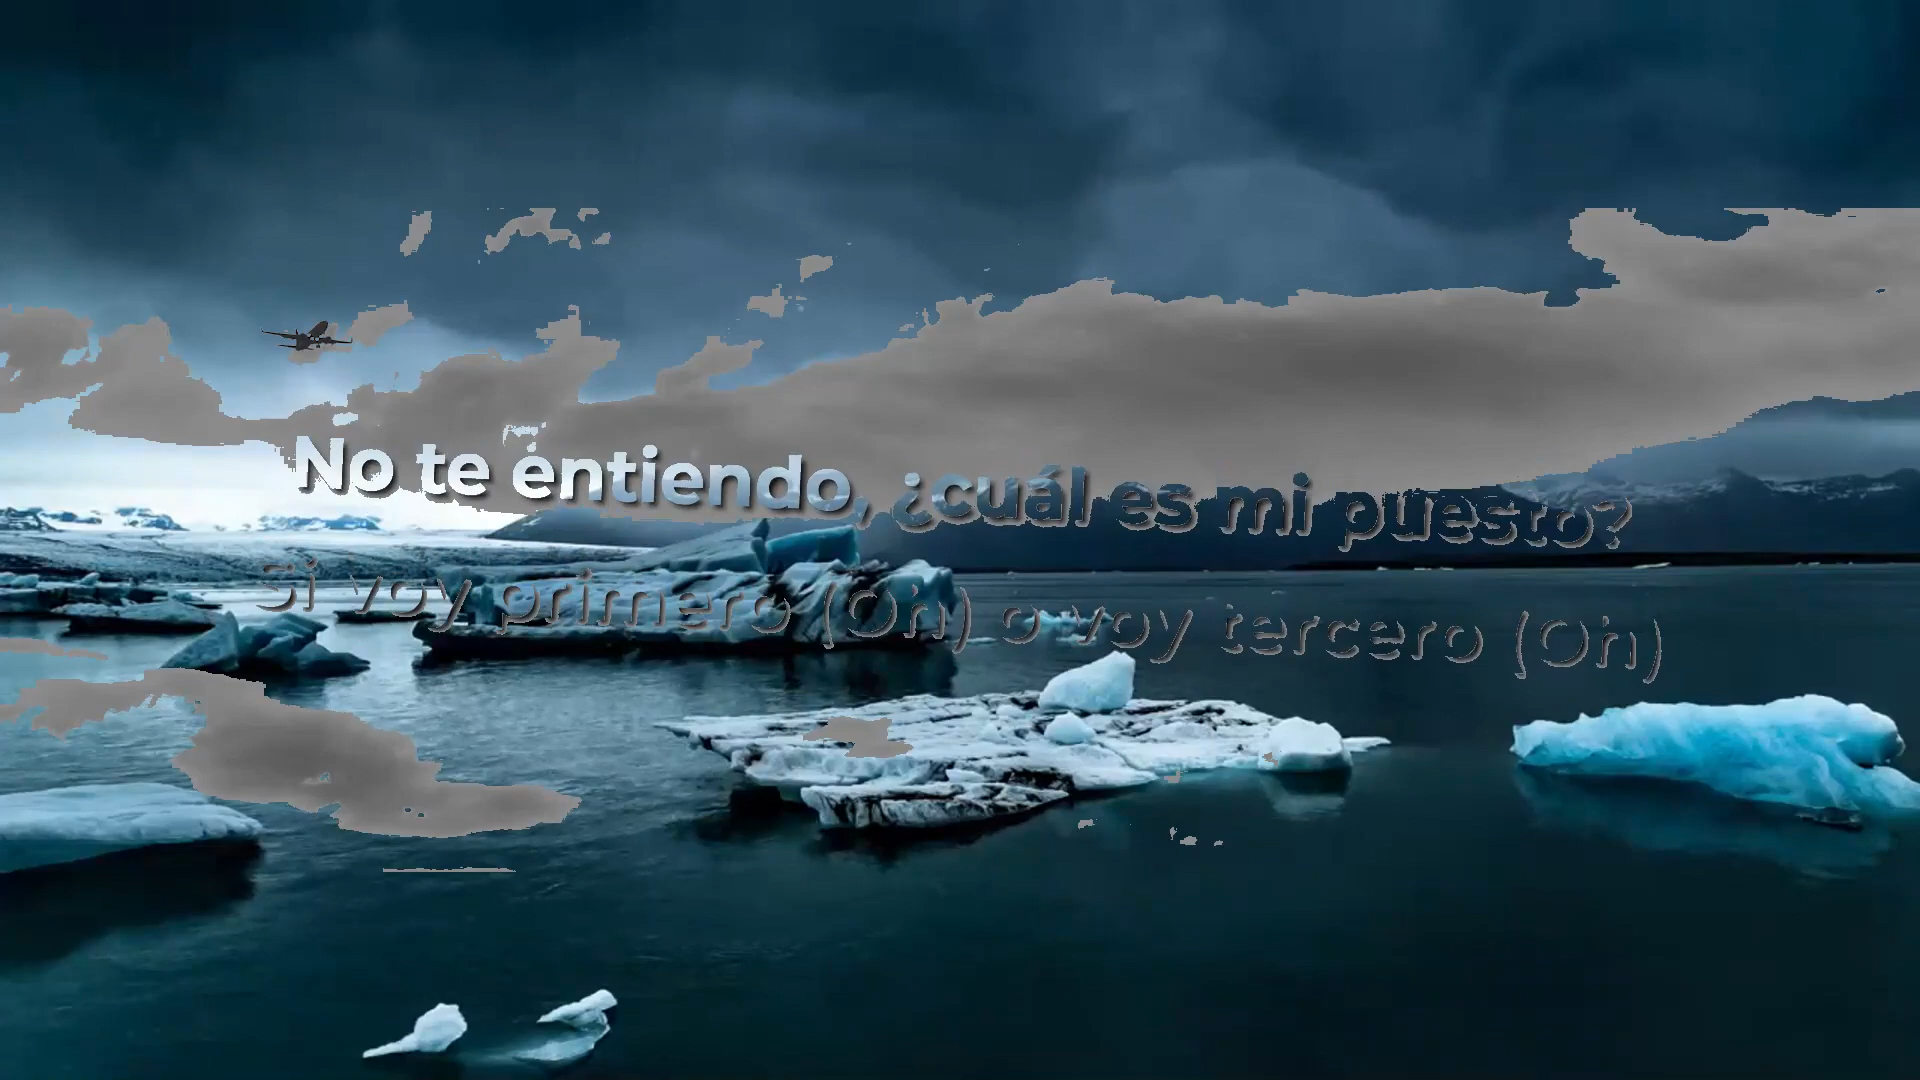 No te entiendo, ¿cuál es mi puesto?
Si voy primero (Oh) o voy tercero (Oh)